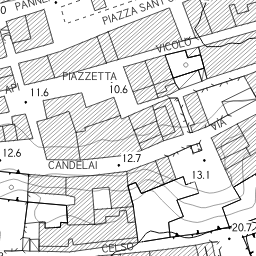 PIAZZA SANT'
VICOLO
PIAZZETTA
API
11.6
10.6
VIA
12.6
CANDELAI
12.7
13.1
20.7
CELSO